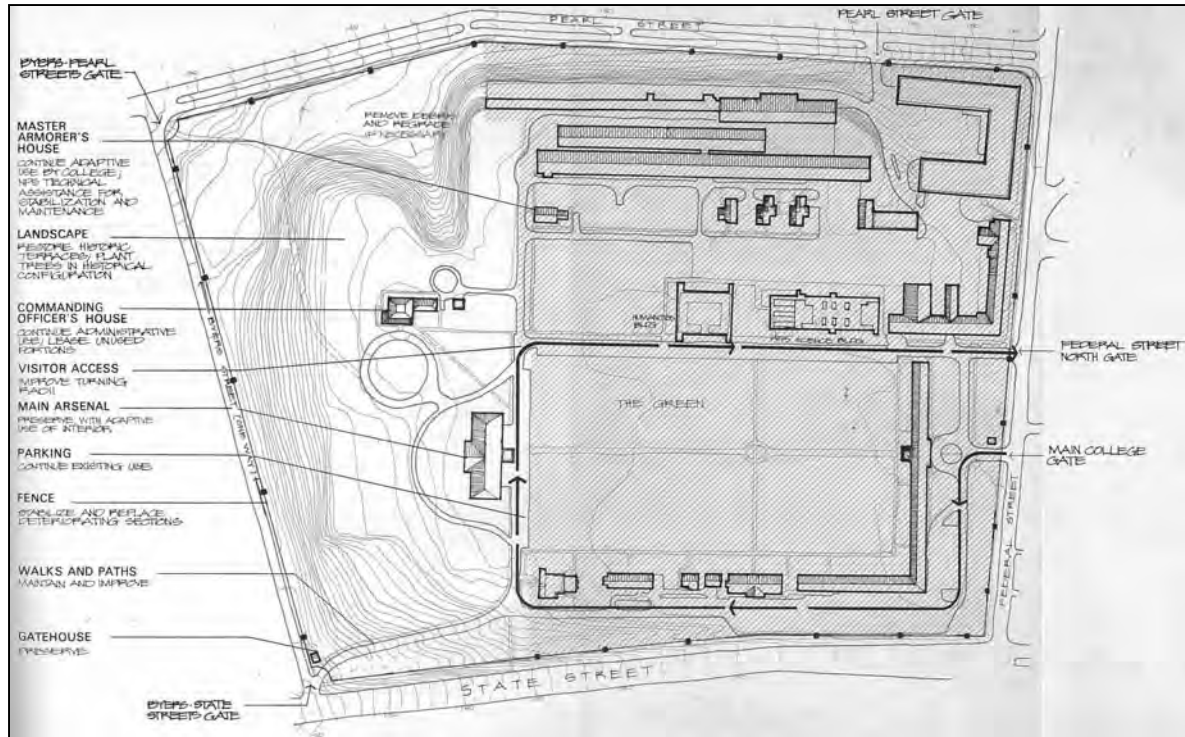 PEARL STREET
PEARL STREET GATE
BYERS-PEARL
STREETS GATE
MASTER
ARMORER'S
HOUSE
CONTINUE ADAPTIVE
USE BY COLLEGE;
NPS TECHNICAL
ASSISTANCE FOR
STABILIZATION AND
MAINTENANCE
REMOVE DEBRIS
AND REGRADE
IF NECESSARY
LANDSCAPE
RESTORE HISTORIC
TERRACES; PLANT
TREES IN HISTORICAL
CONFIGURATION
COMMANDING
OFFICER'S HOUSE
CONTINUE ADMINISTRATIVE
USE; LEASE UNUSED
PORTIONS
HUMANITIES
BLDG
SCIENCE BLDG
VISITOR ACCESS
IMPROVE TURNING
RADII
FEDERAL STREET
NORTH GATE
MAIN ARSENAL
PRESERVE, WITH ADAPTIVE
USE OF INTERIOR
THE GREEN
PARKING
CONTINUE EXISTING USE
MAIN COLLEGE
GATE
BYERS STREET (ONE WAY)
FEDERAL STREET
FENCE
STABILIZE AND REPLACE
DETERIORATING SECTIONS
WALKS AND PATHS
MAINTAIN AND IMPROVE
GATEHOUSE
PRESERVE
STATE STREET
BYERS-STATE
STREETS GATE